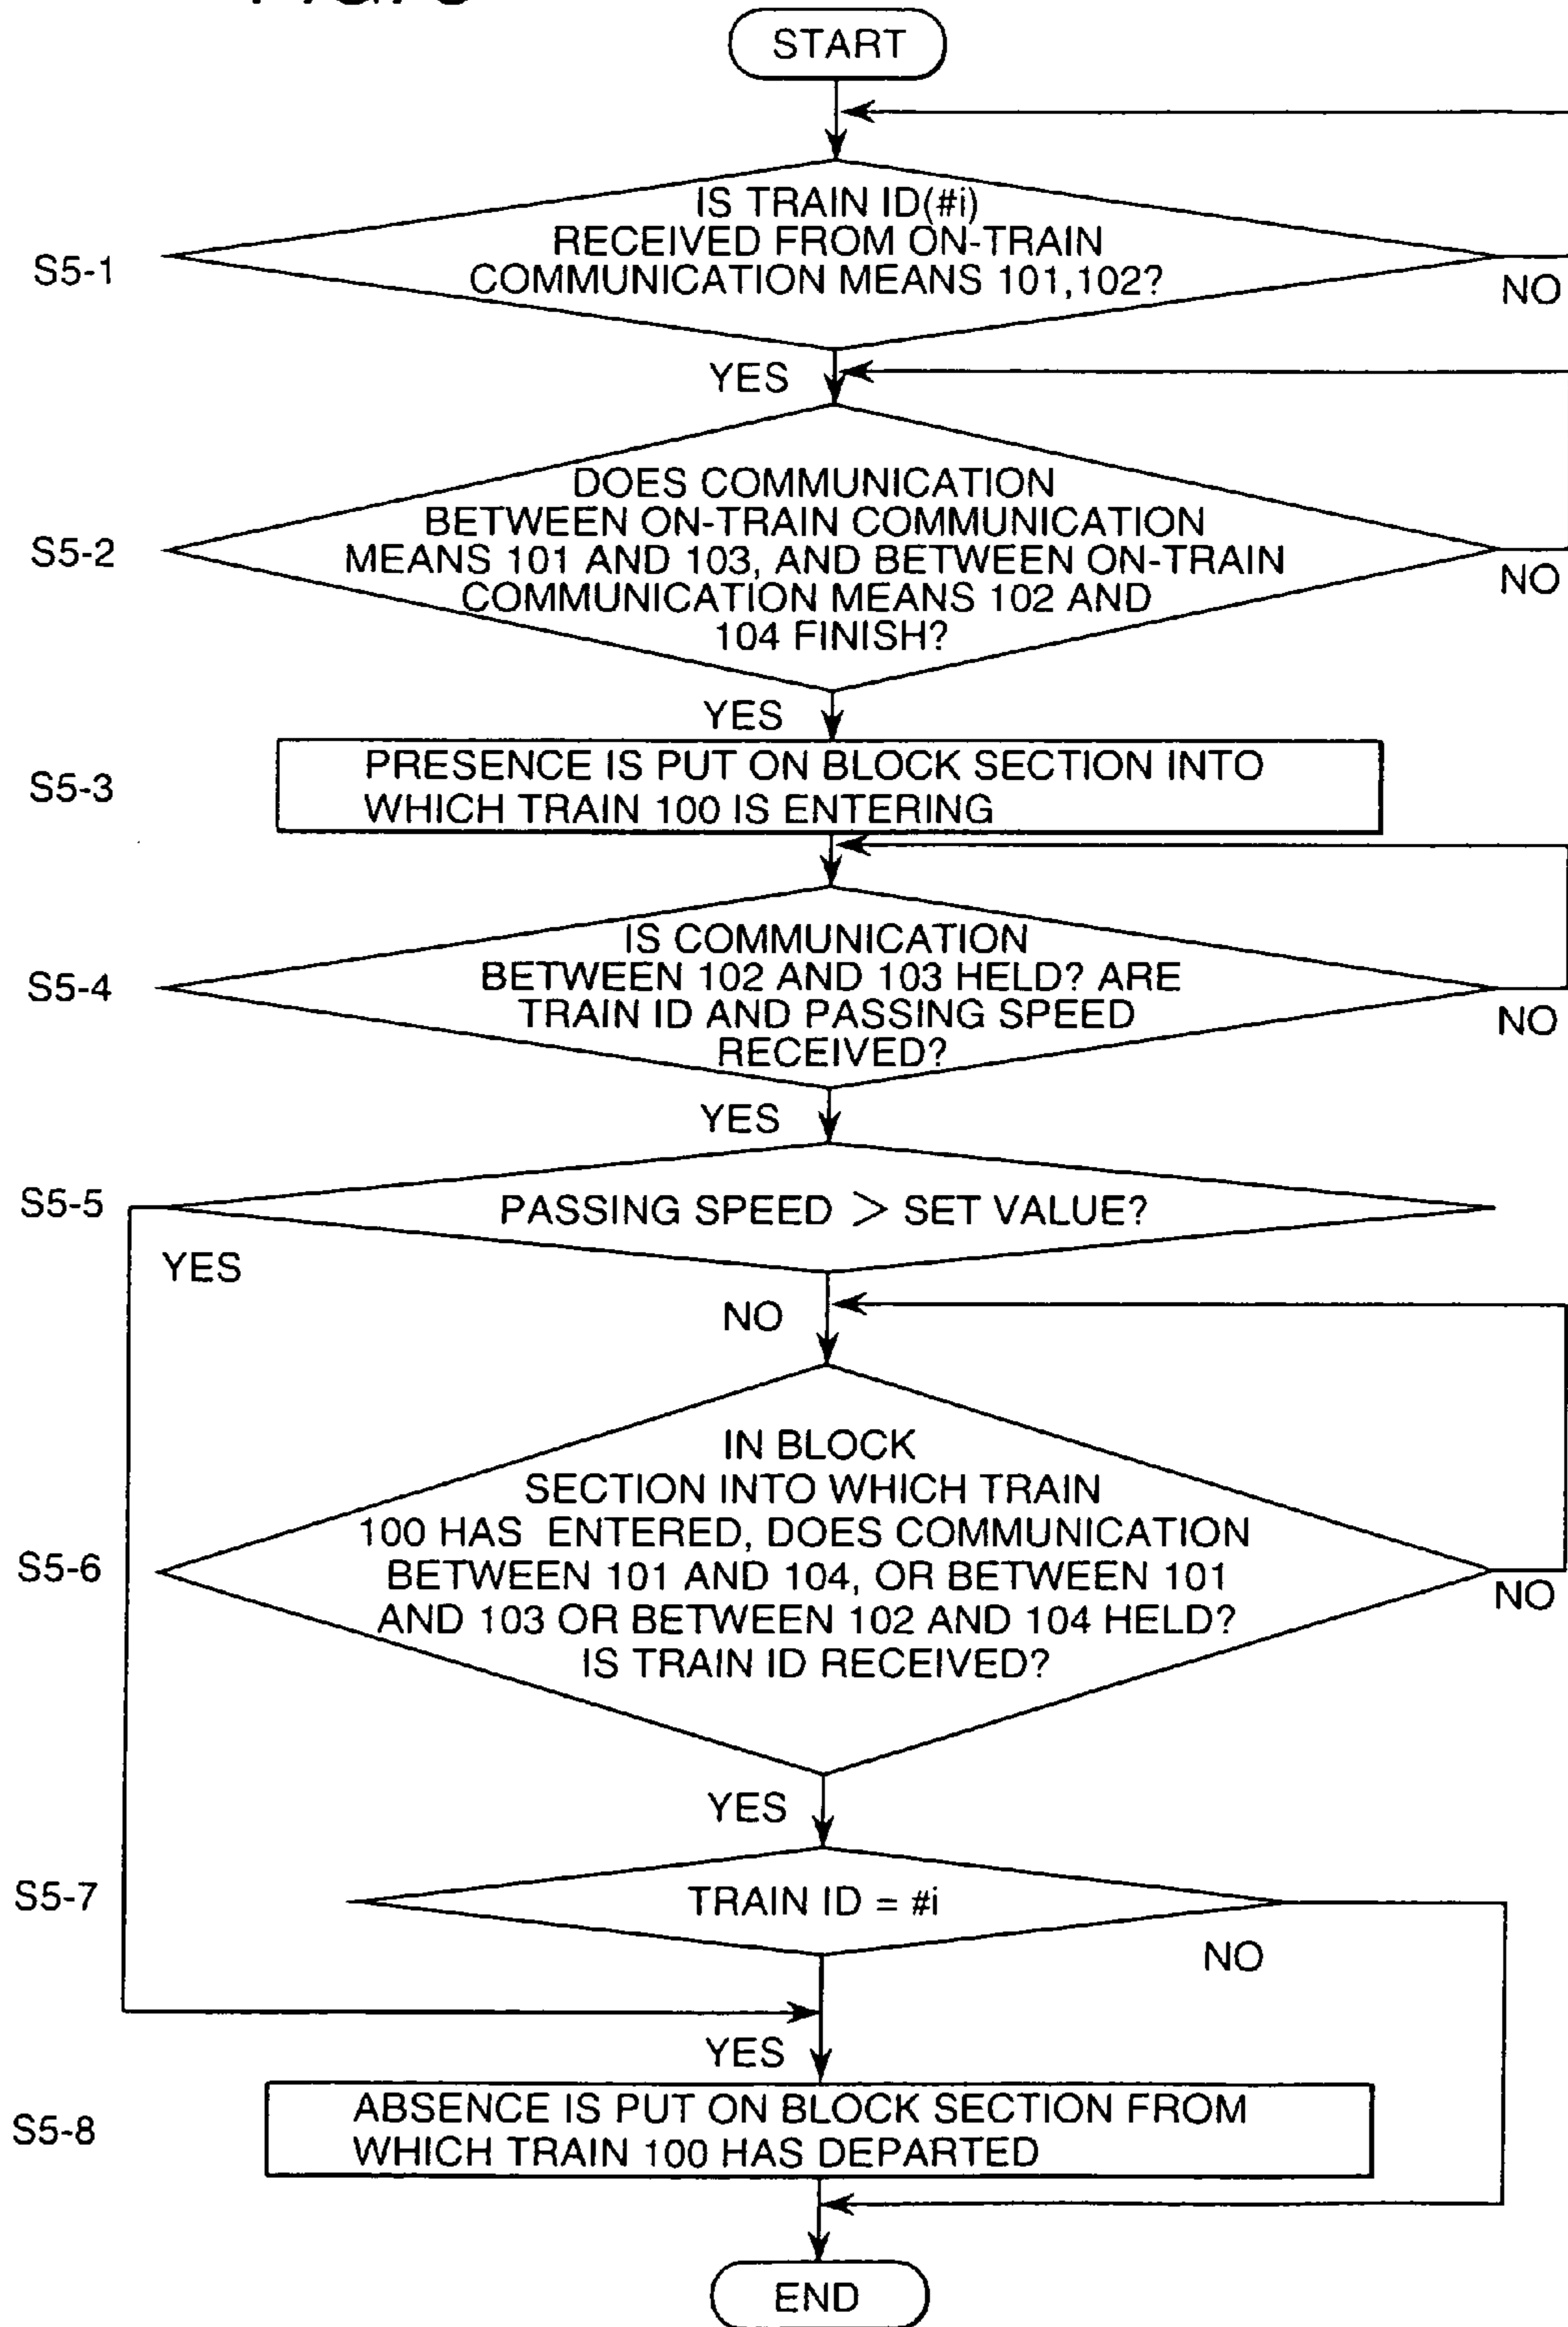 START
IS TRAIN ID(#i)
RECEIVED FROM ON-TRAIN
COMMUNICATION MEANS 101,102?
S5-1
NO
YES
DOES COMMUNICATION
BETWEEN ON-TRAIN COMMUNICATION
MEANS 101 AND 103, AND BETWEEN ON-TRAIN
COMMUNICATION MEANS 102 AND
104 FINISH?
S5-2
NO
YES
S5-3
PRESENCE IS PUT ON BLOCK SECTION INTO
WHICH TRAIN 100 IS ENTERING
IS COMMUNICATION
BETWEEN 102 AND 103 HELD? ARE
TRAIN ID AND PASSING SPEED
RECEIVED?
S5-4
NO
YES
S5-5
PASSING SPEED > SET VALUE?
YES
NO
IN BLOCK
SECTION INTO WHICH TRAIN
100 HAS ENTERED, DOES COMMUNICATION
BETWEEN 101 AND 104, OR BETWEEN 101
AND 103 OR BETWEEN 102 AND 104 HELD?
IS TRAIN ID RECEIVED?
S5-6
NO
YES
S5-7
TRAIN ID = #i
NO
YES
S5-8
ABSENCE IS PUT ON BLOCK SECTION FROM
WHICH TRAIN 100 HAS DEPARTED
END